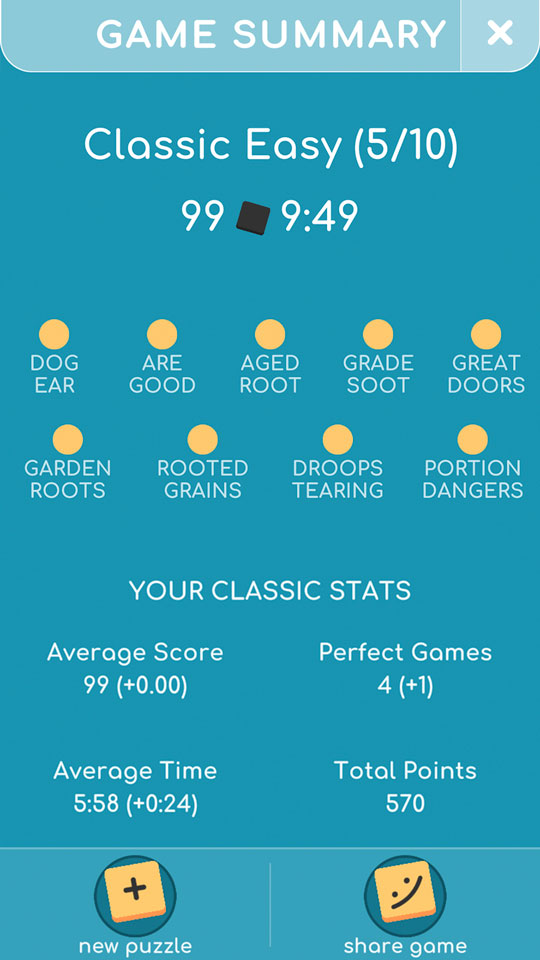 GAME SUMMARY
Classic Easy (5/10)
99 9:49
DOG EAR
ARE GOOD
AGED ROOT
GRADE SOOT
GREAT DOORS
GARDEN ROOTS
ROOTED GRAINS
DROOPS TEARING
PORTION DANGERS
YOUR CLASSIC STATS
Average Score
99 (+0.00)
Perfect Games
4 (+1)
Average Time
5:58 (+0:24)
Total Points
570
new puzzle
share game